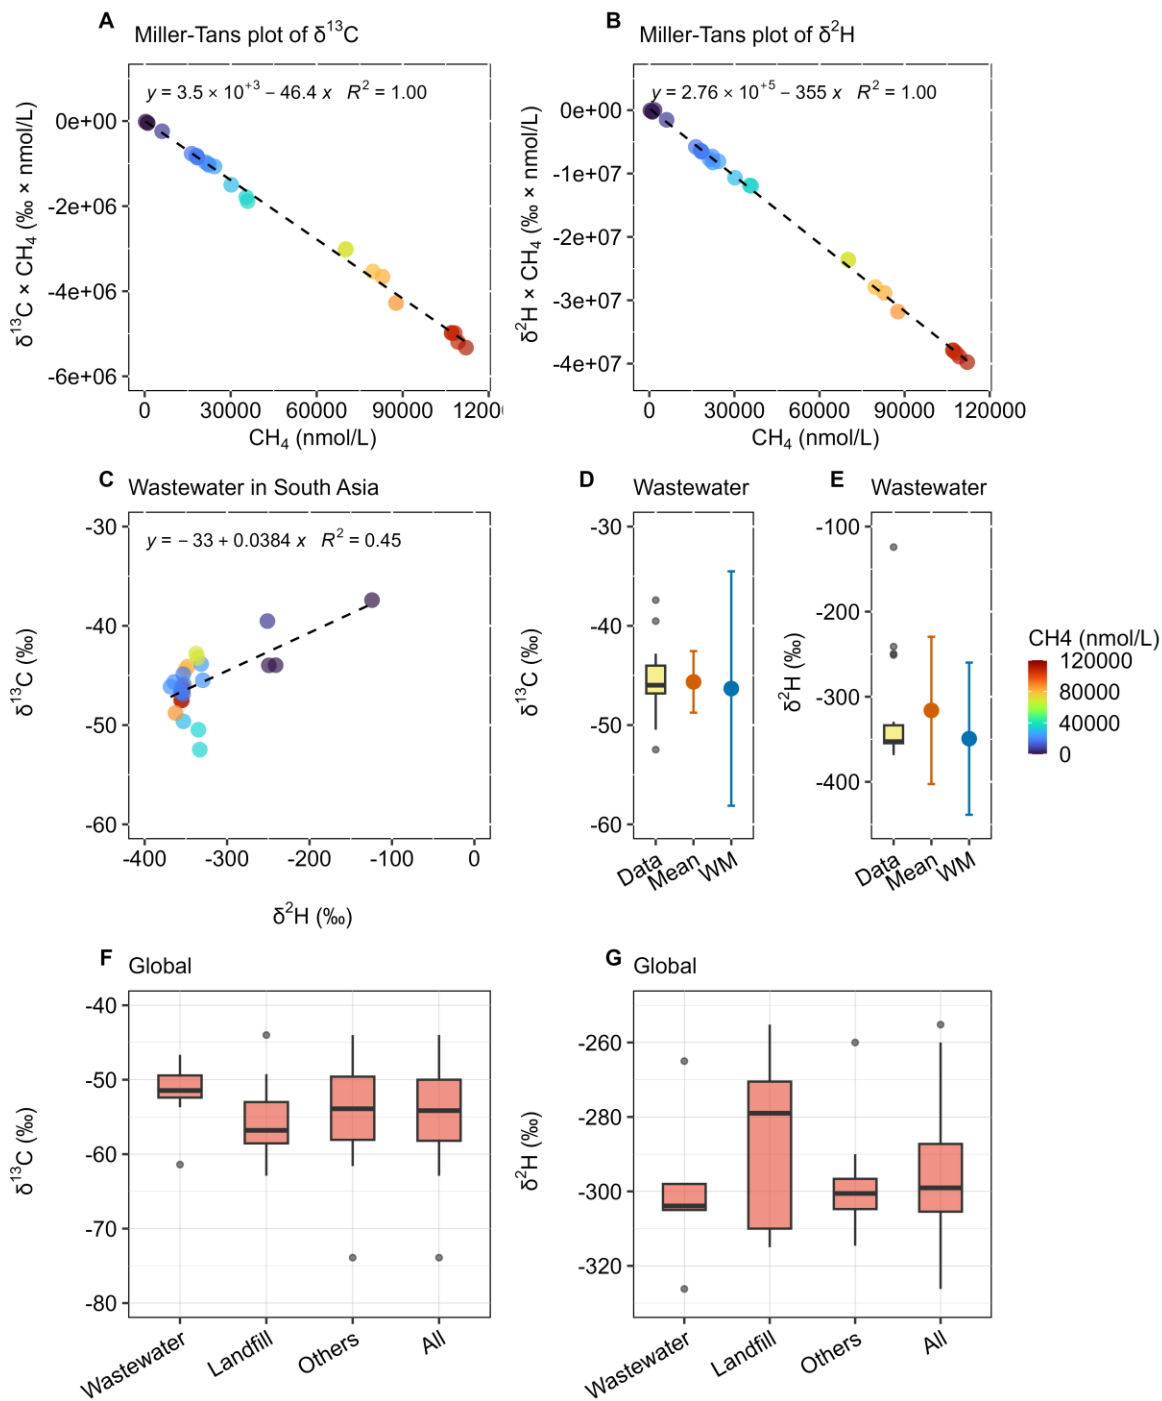 A
Miller-Tans plot of δ¹³C
y = 3.5 × 10⁺³ − 46.4 x R² = 1.00
δ¹³C × CH₄ (‰ × nmol/L)
0e+00
-2e+06
-4e+06
-6e+06
0 30000 60000 90000 12000
CH₄ (nmol/L)
B
Miller-Tans plot of δ²H
y = 2.76 × 10⁺⁵ − 355 x R² = 1.00
δ²H × CH₄ (‰ × nmol/L)
0e+00
-1e+07
-2e+07
-3e+07
-4e+07
0 30000 60000 90000 120000
CH₄ (nmol/L)
C
Wastewater in South Asia
y = − 33 + 0.0384 x R² = 0.45
δ¹³C (‰)
-30
-40
-50
-60
-400 -300 -200 -100 0
δ²H (‰)
D
Wastewater
δ¹³C (‰)
-30
-40
-50
-60
Data Mean WM
E
Wastewater
δ²H (‰)
-100
-200
-300
-400
Data Mean WM
CH4 (nmol/L)
120000
80000
40000
0
F
Global
δ¹³C (‰)
-40
-50
-60
-70
-80
Wastewater Landfill Others All
G
Global
δ²H (‰)
-260
-280
-300
-320
Wastewater Landfill Others All